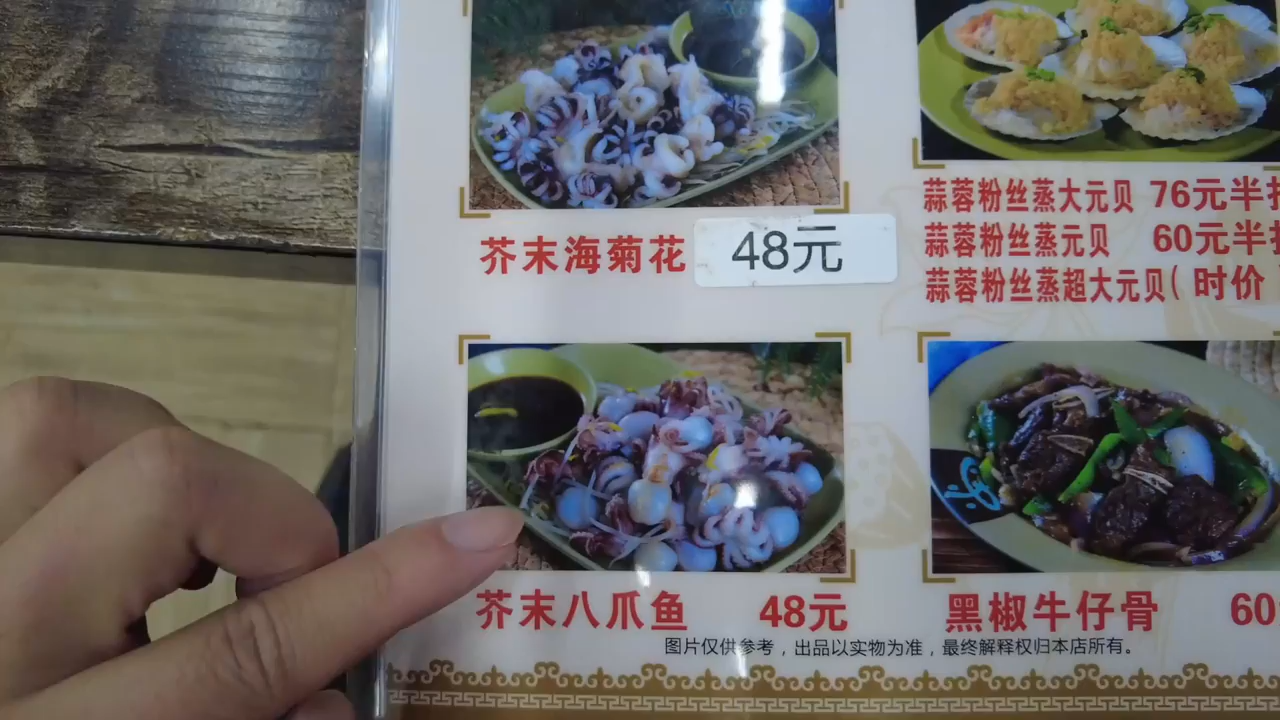 芥末海菊花 48元
蒜蓉粉丝蒸大元贝 76元半
蒜蓉粉丝蒸元贝 60元半
蒜蓉粉丝蒸超大元贝( 时价
芥末八爪鱼 48元
黑椒牛仔骨 60
图片仅供参考，出品以实物为准，最终解释权归本店所有。